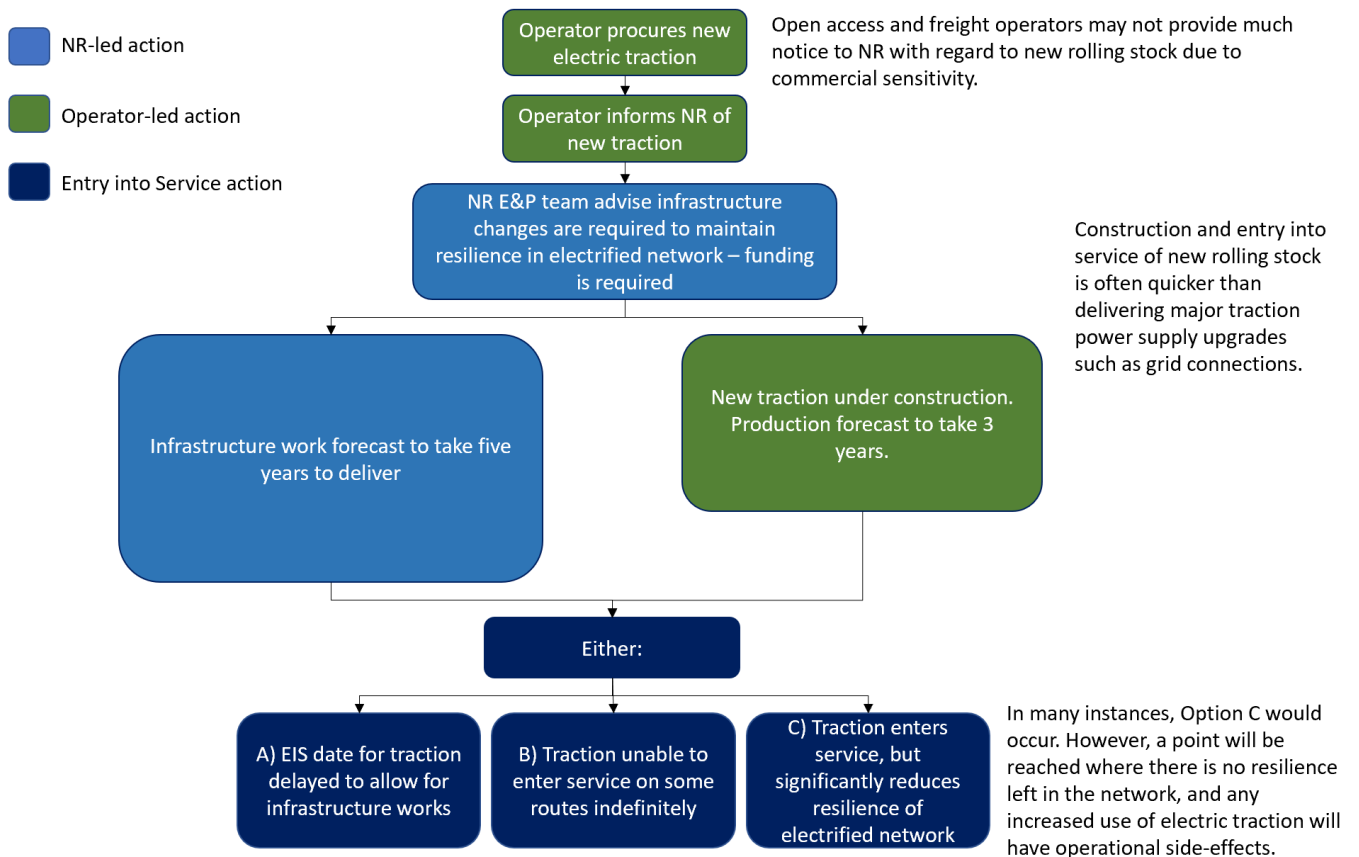 NR-led action
Operator-led action
Entry into Service action
Operator procures new
electric traction
Open access and freight operators may not provide much
notice to NR with regard to new rolling stock due to
commercial sensitivity.
Operator informs NR of
new traction
NR E&P team advise infrastructure
changes are required to maintain
resilience in electrified network – funding
is required
Construction and entry into
service of new rolling stock
is often quicker than
delivering major traction
power supply upgrades
such as grid connections.
Infrastructure work forecast to take five
years to deliver
New traction under construction.
Production forecast to take 3
years.
Either:
A) EIS date for traction
delayed to allow for
infrastructure works
B) Traction unable to
enter service on some
routes indefinitely
C) Traction enters
service, but
significantly reduces
resilience of
electrified network
In many instances, Option C would
occur. However, a point will be
reached where there is no resilience
left in the network, and any
increased use of electric traction will
have operational side-effects.